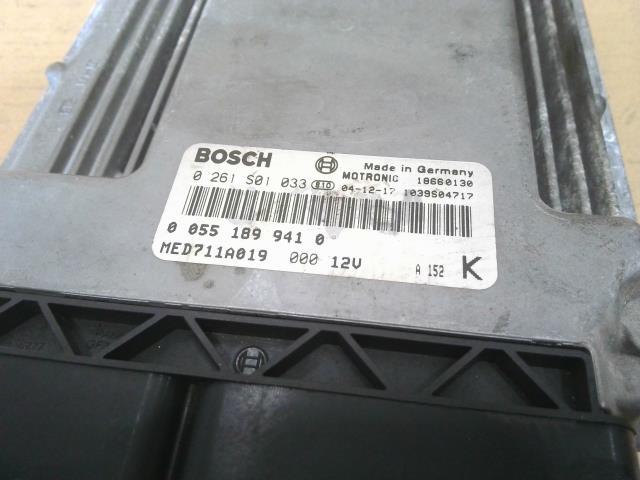 BOSCH Made in Germany
0 261 S01 033 810 04-12-17 MOTRONIC 18660130
1039S04717
0 055 189 941 0
MED711A019 000 12V A 152 K